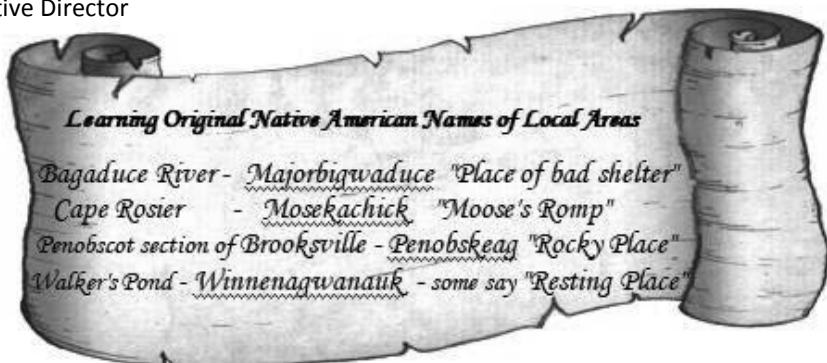 tive Director
Learning Original Native American Names of Local Areas
Bagaduce River - Majorbigwaduce "Place of bad shelter"
Cape Rosier - Mosekachick "Moose's Romp"
Penobscot section of Brooksville - Penobskeag "Rocky Place"
Walker's Pond - Winnenagwanauk - some say "Resting Place"